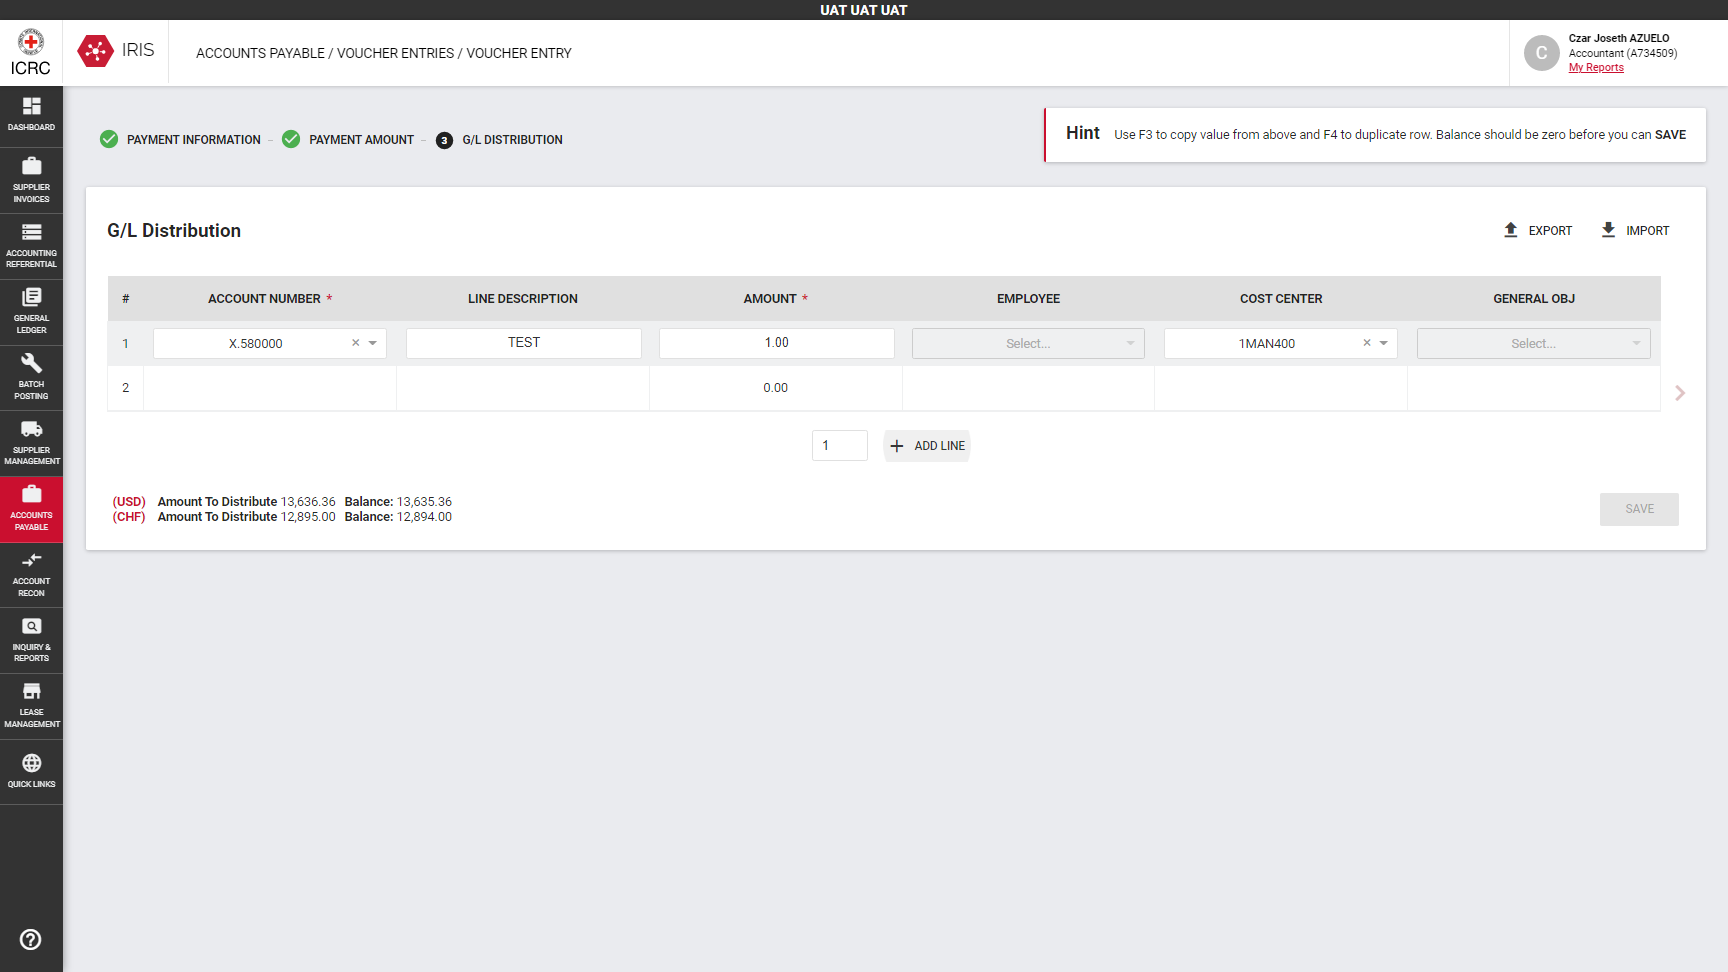 UAT UAT UAT
ICRC
IRIS
ACCOUNTS PAYABLE / VOUCHER ENTRIES / VOUCHER ENTRY
C
Czar Joseth AZUELO
Accountant (A734509)
My Reports
DASHBOARD
SUPPLIER
INVOICES
ACCOUNTING
REFERENTIAL
GENERAL
LEDGER
BATCH
POSTING
SUPPLIER
MANAGEMENT
ACCOUNTS
PAYABLE
ACCOUNT
RECON
INQUIRY &
REPORTS
LEASE
MANAGEMENT
QUICK LINKS
PAYMENT INFORMATION – PAYMENT AMOUNT – 3 G/L DISTRIBUTION
Hint Use F3 to copy value from above and F4 to duplicate row. Balance should be zero before you can SAVE
G/L Distribution
EXPORT IMPORT
# ACCOUNT NUMBER * LINE DESCRIPTION AMOUNT * EMPLOYEE COST CENTER GENERAL OBJ
1 X.580000 × TEST 1.00 Select... 1MAN400 × Select...
2 0.00
1 + ADD LINE
(USD) Amount To Distribute 13,636.36 Balance: 13,635.36
(CHF) Amount To Distribute 12,895.00 Balance: 12,894.00
SAVE